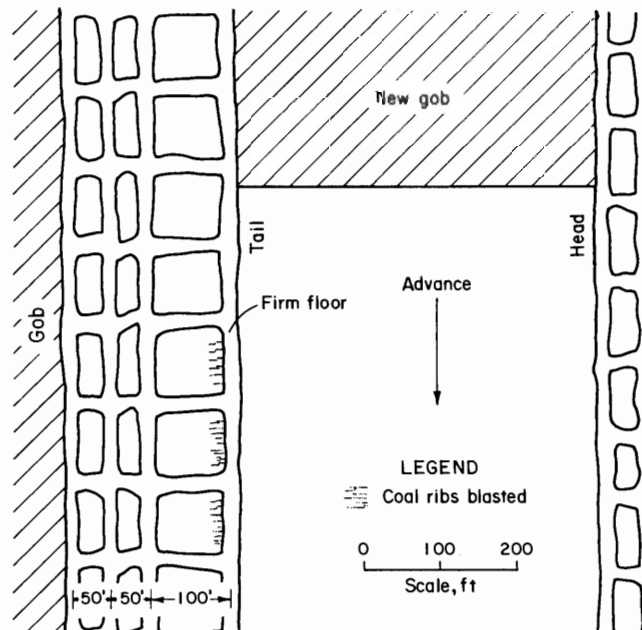 New gob
Tail
Head
Gob
Advance
Firm floor
LEGEND
Coal ribs blasted
0 100 200
Scale, ft
50' 50' 100'